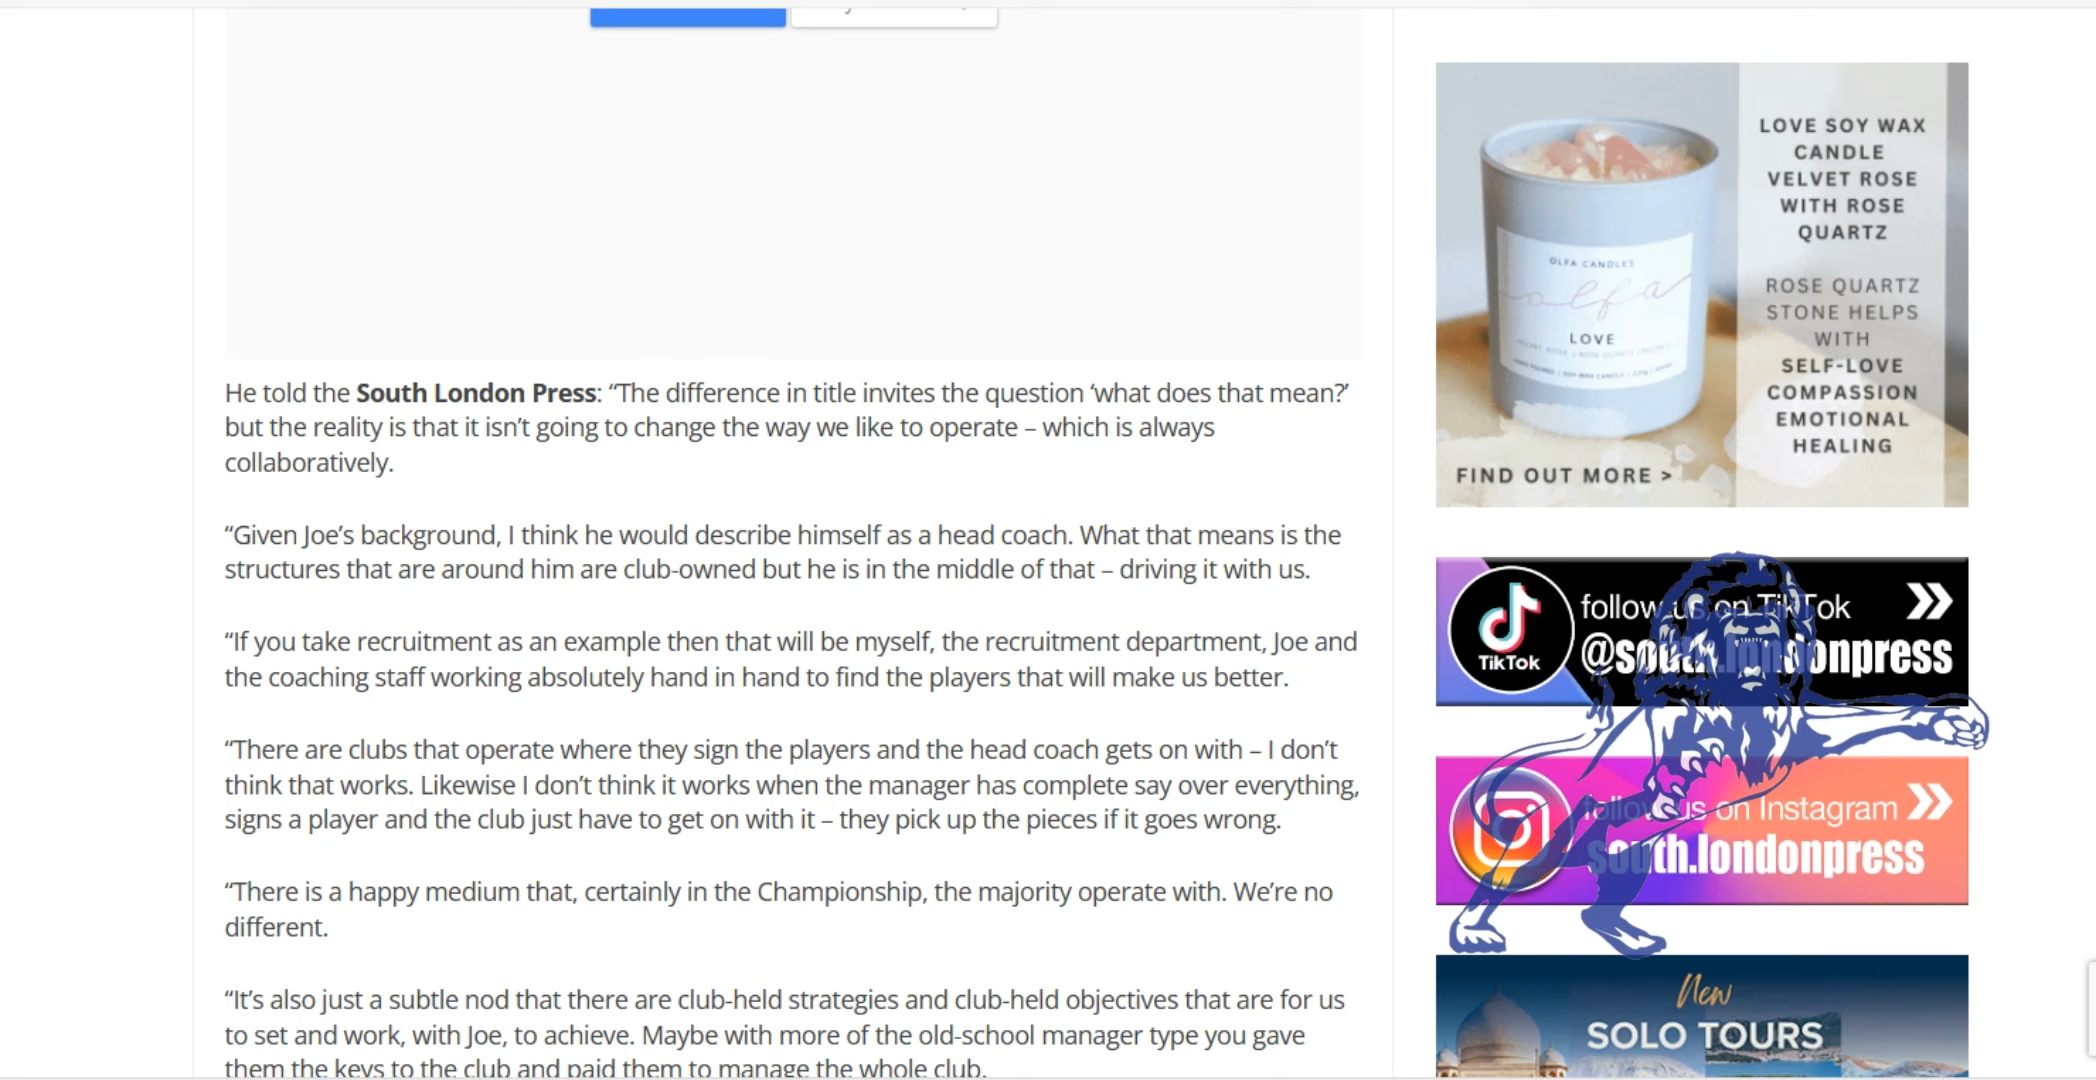 He told the South London Press: “The difference in title invites the question ‘what does that mean?’
but the reality is that it isn’t going to change the way we like to operate – which is always
collaboratively.
“Given Joe’s background, I think he would describe himself as a head coach. What that means is the
structures that are around him are club-owned but he is in the middle of that – driving it with us.
“If you take recruitment as an example then that will be myself, the recruitment department, Joe and
the coaching staff working absolutely hand in hand to find the players that will make us better.
“There are clubs that operate where they sign the players and the head coach gets on with – I don’t
think that works. Likewise I don’t think it works when the manager has complete say over everything,
signs a player and the club just have to get on with it – they pick up the pieces if it goes wrong.
“There is a happy medium that, certainly in the Championship, the majority operate with. We’re no
different.
“It’s also just a subtle nod that there are club-held strategies and club-held objectives that are for us
to set and work, with Joe, to achieve. Maybe with more of the old-school manager type you gave
them the keys to the club and paid them to manage the whole club.
LOVE SOY WAX
CANDLE
VELVET ROSE
WITH ROSE
QUARTZ
ROSE QUARTZ
STONE HELPS
WITH
SELF-LOVE
COMPASSION
EMOTIONAL
HEALING
OLFA CANDLES
olfa
LOVE
FIND OUT MORE >
TikTok
follow us on TikTok
@south.londonpress
follow us on Instagram
south.londonpress
New
SOLO TOURS